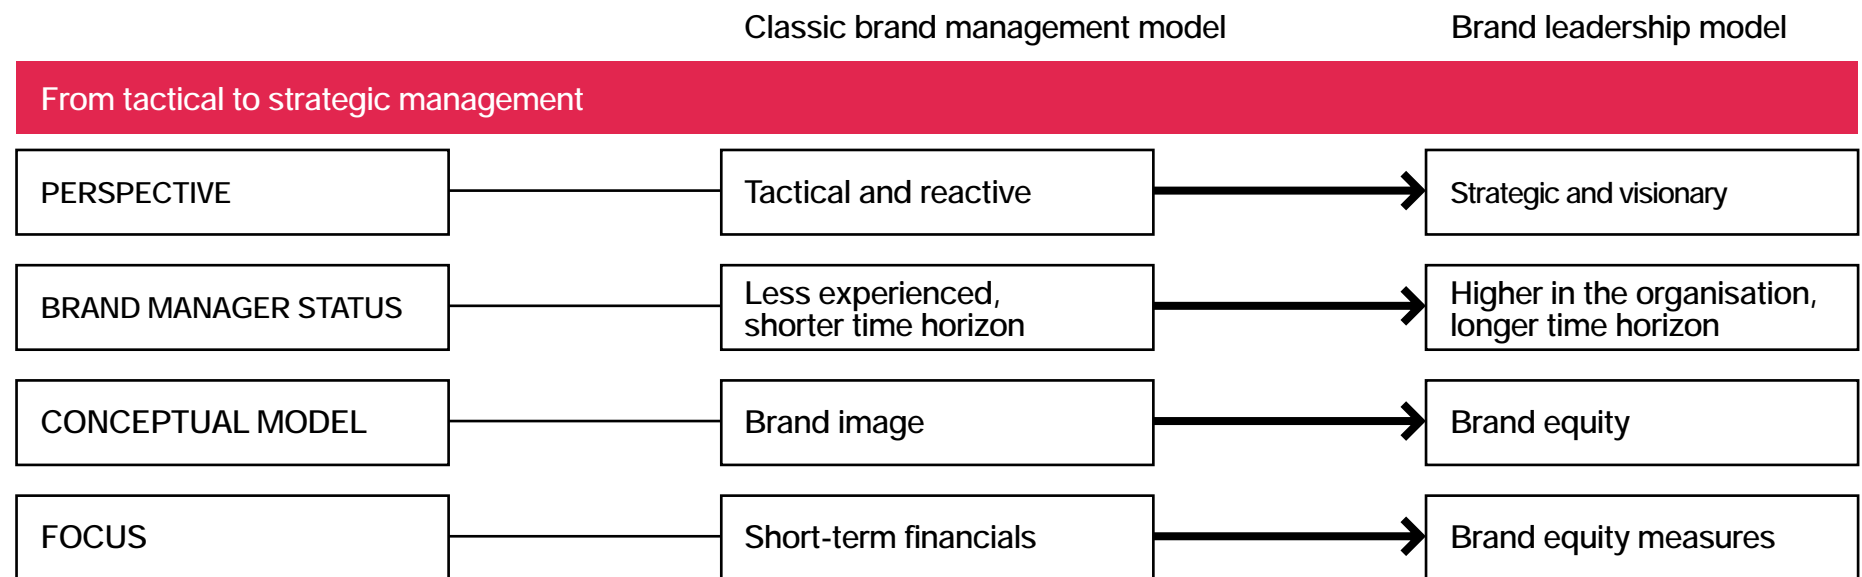 Classic brand management model
Brand leadership model
From tactical to strategic management
PERSPECTIVE
Tactical and reactive
Strategic and visionary
BRAND MANAGER STATUS
Less experienced,
shorter time horizon
Higher in the organisation,
longer time horizon
CONCEPTUAL MODEL
Brand image
Brand equity
FOCUS
Short-term financials
Brand equity measures